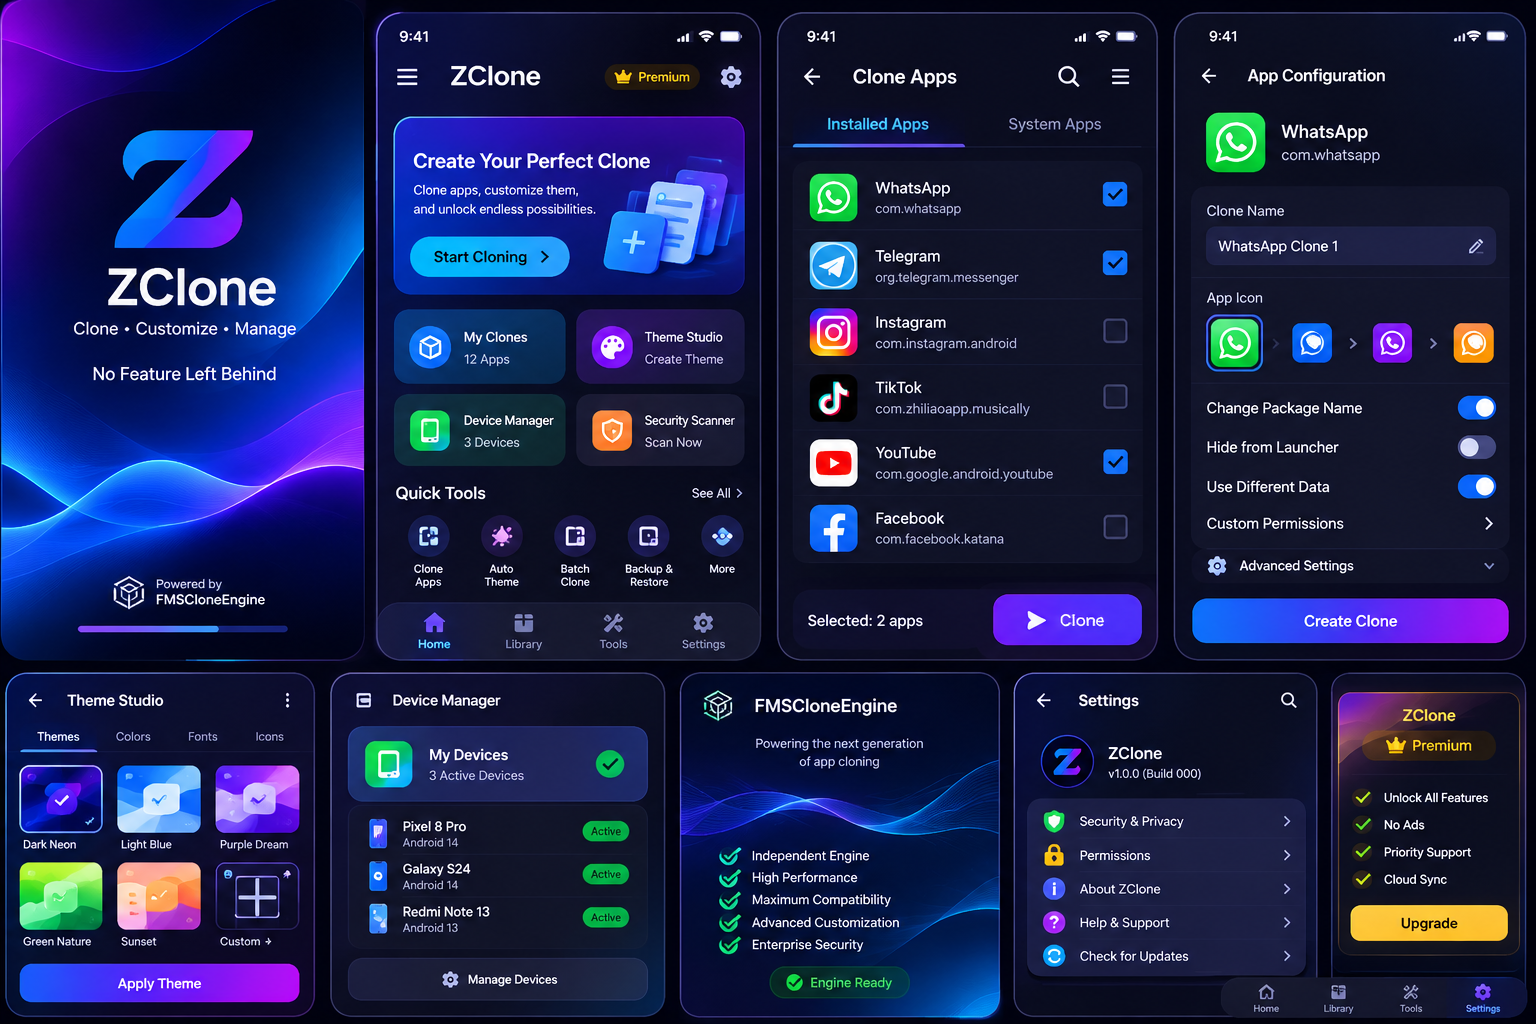 ZClone
Clone • Customize • Manage
No Feature Left Behind
Powered by
FMSCloneEngine
9:41
ZClone
Premium
Create Your Perfect Clone
Clone apps, customize them,
and unlock endless possibilities.
Start Cloning
My Clones
12 Apps
Theme Studio
Create Theme
Device Manager
3 Devices
Security Scanner
Scan Now
Quick Tools
See All
Clone
Apps
Auto
Theme
Batch
Clone
Backup &
Restore
More
Home
Library
Tools
Settings
9:41
Clone Apps
Installed Apps
System Apps
WhatsApp
com.whatsapp
Telegram
org.telegram.messenger
Instagram
com.instagram.android
TikTok
com.zhiliaoapp.musically
YouTube
com.google.android.youtube
Facebook
com.facebook.katana
Selected: 2 apps
Clone
9:41
App Configuration
WhatsApp
com.whatsapp
Clone Name
WhatsApp Clone 1
App Icon
Change Package Name
Hide from Launcher
Use Different Data
Custom Permissions
Advanced Settings
Create Clone
Theme Studio
Themes
Colors
Fonts
Icons
Dark Neon
Light Blue
Purple Dream
Green Nature
Sunset
Custom
Apply Theme
Device Manager
My Devices
3 Active Devices
Pixel 8 Pro
Android 14
Active
Galaxy S24
Android 14
Active
Redmi Note 13
Android 13
Active
Manage Devices
FMSCloneEngine
Powering the next generation
of app cloning
Independent Engine
High Performance
Maximum Compatibility
Advanced Customization
Enterprise Security
Engine Ready
Settings
ZClone
v1.0.0 (Build 000)
Security & Privacy
Permissions
About ZClone
Help & Support
Check for Updates
ZClone
Premium
Unlock All Features
No Ads
Priority Support
Cloud Sync
Upgrade
Home
Library
Tools
Settings